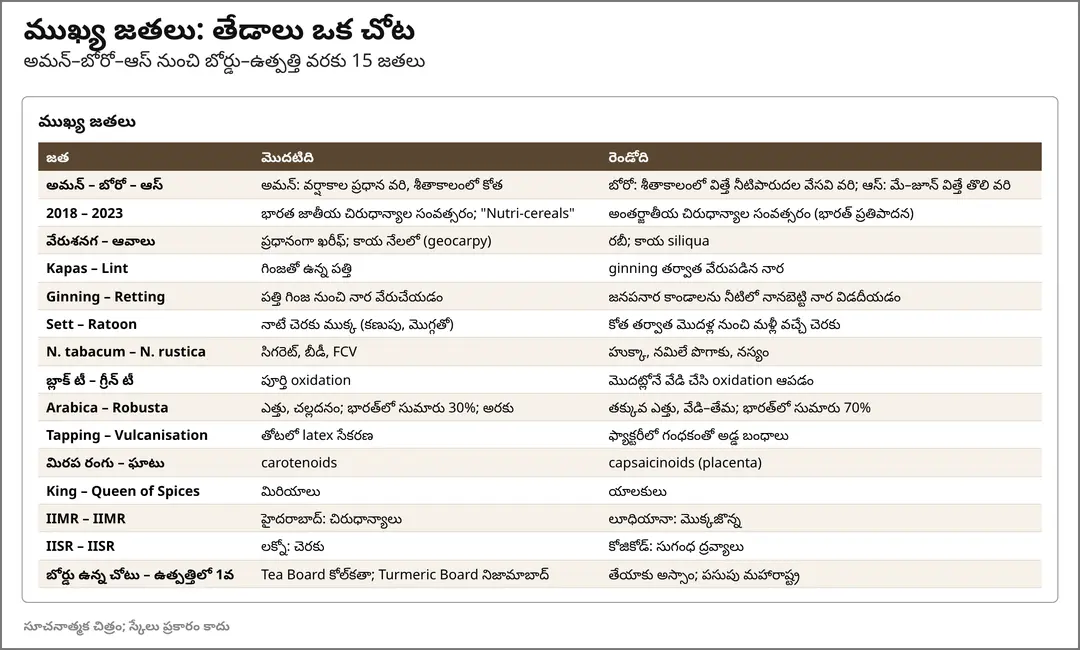 ముఖ్య జతలు: తేడాలు ఒక చోట
అమన్–బోరో–ఆస్ నుంచి బోర్డు–ఉత్పత్తి వరకు 15 జతలు
ముఖ్య జతలు
జత మొదటిది రెండోది
అమన్ – బోరో – ఆస్ అమన్: వర్షాకాల ప్రధాన వరి, శీతాకాలంలో కోత బోరో: శీతాకాలంలో విత్తే నీటిపారుదల వేసవి వరి; ఆస్: మే–జూన్ విత్తే తొలి వరి
2018 – 2023 భారత జాతీయ చిరుధాన్యాల సంవత్సరం; "Nutri-cereals" అంతర్జాతీయ చిరుధాన్యాల సంవత్సరం (భారత్ ప్రతిపాదన)
వేరుశనగ – ఆవాలు ప్రధానంగా ఖరీఫ్; కాయ నేలలో (geocarpy) రబీ; కాయ siliqua
Kapas – Lint గింజతో ఉన్న పత్తి ginning తర్వాత వేరుపడిన నార
Ginning – Retting పత్తి గింజ నుంచి నార వేరుచేయడం జనపనార కాండాలను నీటిలో నానబెట్టి నార విడదీయడం
Sett – Ratoon నాటే చెరకు ముక్క (కణుపు, మొగ్గతో) కోత తర్వాత మొదళ్ల నుంచి మళ్లీ వచ్చే చెరకు
N. tabacum – N. rustica సిగరెట్, బీడీ, FCV హుక్కా, నమిలే పొగాకు, నస్యం
బ్లాక్ టీ – గ్రీన్ టీ పూర్తి oxidation మొదట్లోనే వేడి చేసి oxidation ఆపడం
Arabica – Robusta ఎత్తు, చల్లదనం; భారత్‌లో సుమారు 30%; అరకు తక్కువ ఎత్తు, వేడి–తేమ; భారత్‌లో సుమారు 70%
Tapping – Vulcanisation తోటలో latex సేకరణ ఫ్యాక్టరీలో గంధకంతో అడ్డ బంధాలు
మిరప రంగు – ఘాటు carotenoids capsaicinoids (placenta)
King – Queen of Spices మిరియాలు యాలకులు
IIMR – IIMR హైదరాబాద్: చిరుధాన్యాలు లూధియానా: మొక్కజొన్న
IISR – IISR లక్నో: చెరకు కోజికోడ్: సుగంధ ద్రవ్యాలు
బోర్డు ఉన్న చోటు – ఉత్పత్తిలో 1వ Tea Board కోల్‌కతా; Turmeric Board నిజామాబాద్ తేయాకు అస్సాం; పసుపు మహారాష్ట్ర
సూచనాత్మక చిత్రం; స్కేలు ప్రకారం కాదు